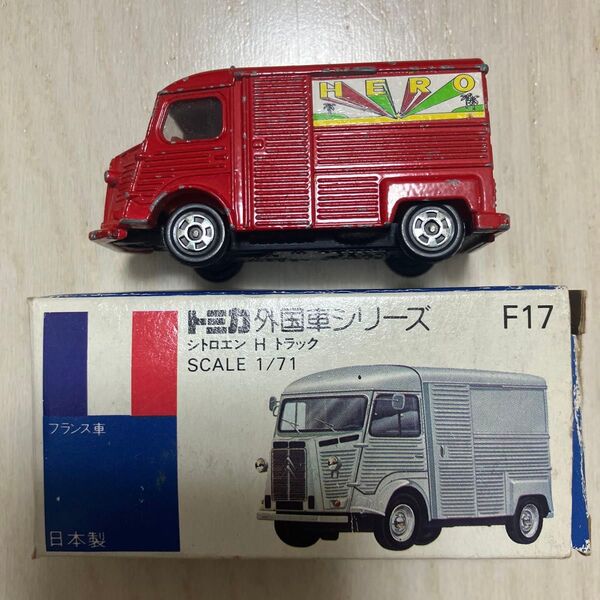 HERO
トミカ 外国車シリーズ F17
シトロエン H トラック
SCALE 1/71
フランス車
日本製